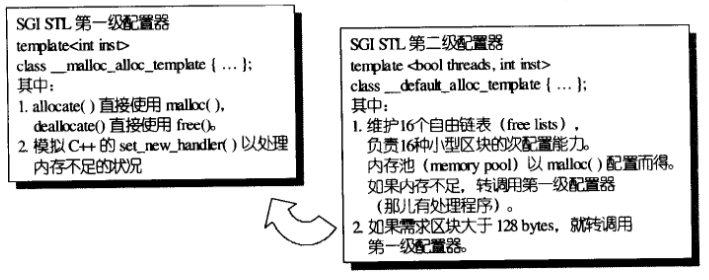 SGI STL 第一级配置器
template<int inst>
class __malloc_alloc_template { … };
其中:
1. allocate( ) 直接使用 malloc( ),
deallocate() 直接使用 free()。
2. 模拟 C++ 的 set_new_handler( ) 以处理
内存不足的状况
SGI STL 第二级配置器
template <bool threads, int inst>
class __default_alloc_template { … };
其中:
1. 维护16个自由链表(free lists),
负责16种小型区块的次配置能力。
内存池(memory pool)以 malloc( ) 配置而得。
如果内存不足,转调用第一级配置器
(那儿有处理程序)。
2. 如果需求区块大于 128 bytes,就转调用
第一级配置器。